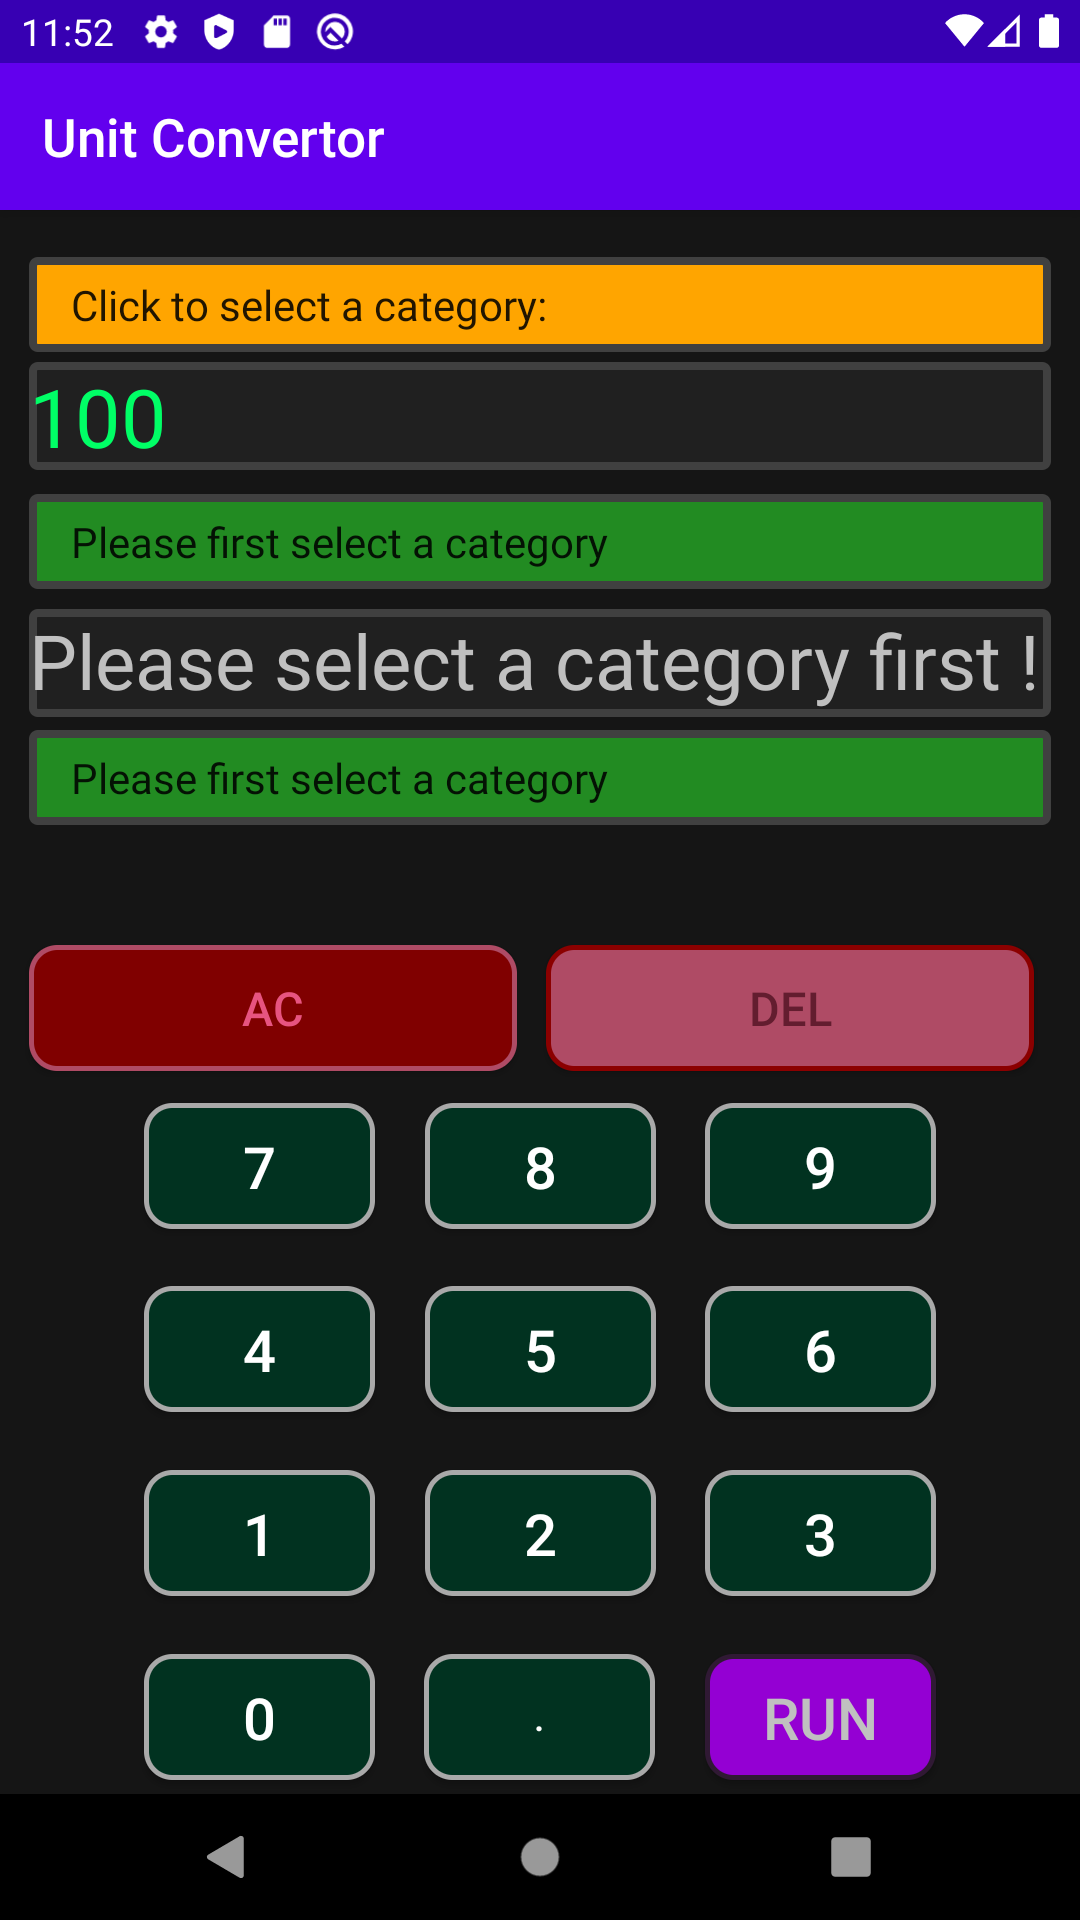 11:52
Unit Convertor
Click to select a category:
100
Please first select a category
Please select a category first !
Please first select a category
AC DEL
7 8 9
4 5 6
1 2 3
0 . RUN